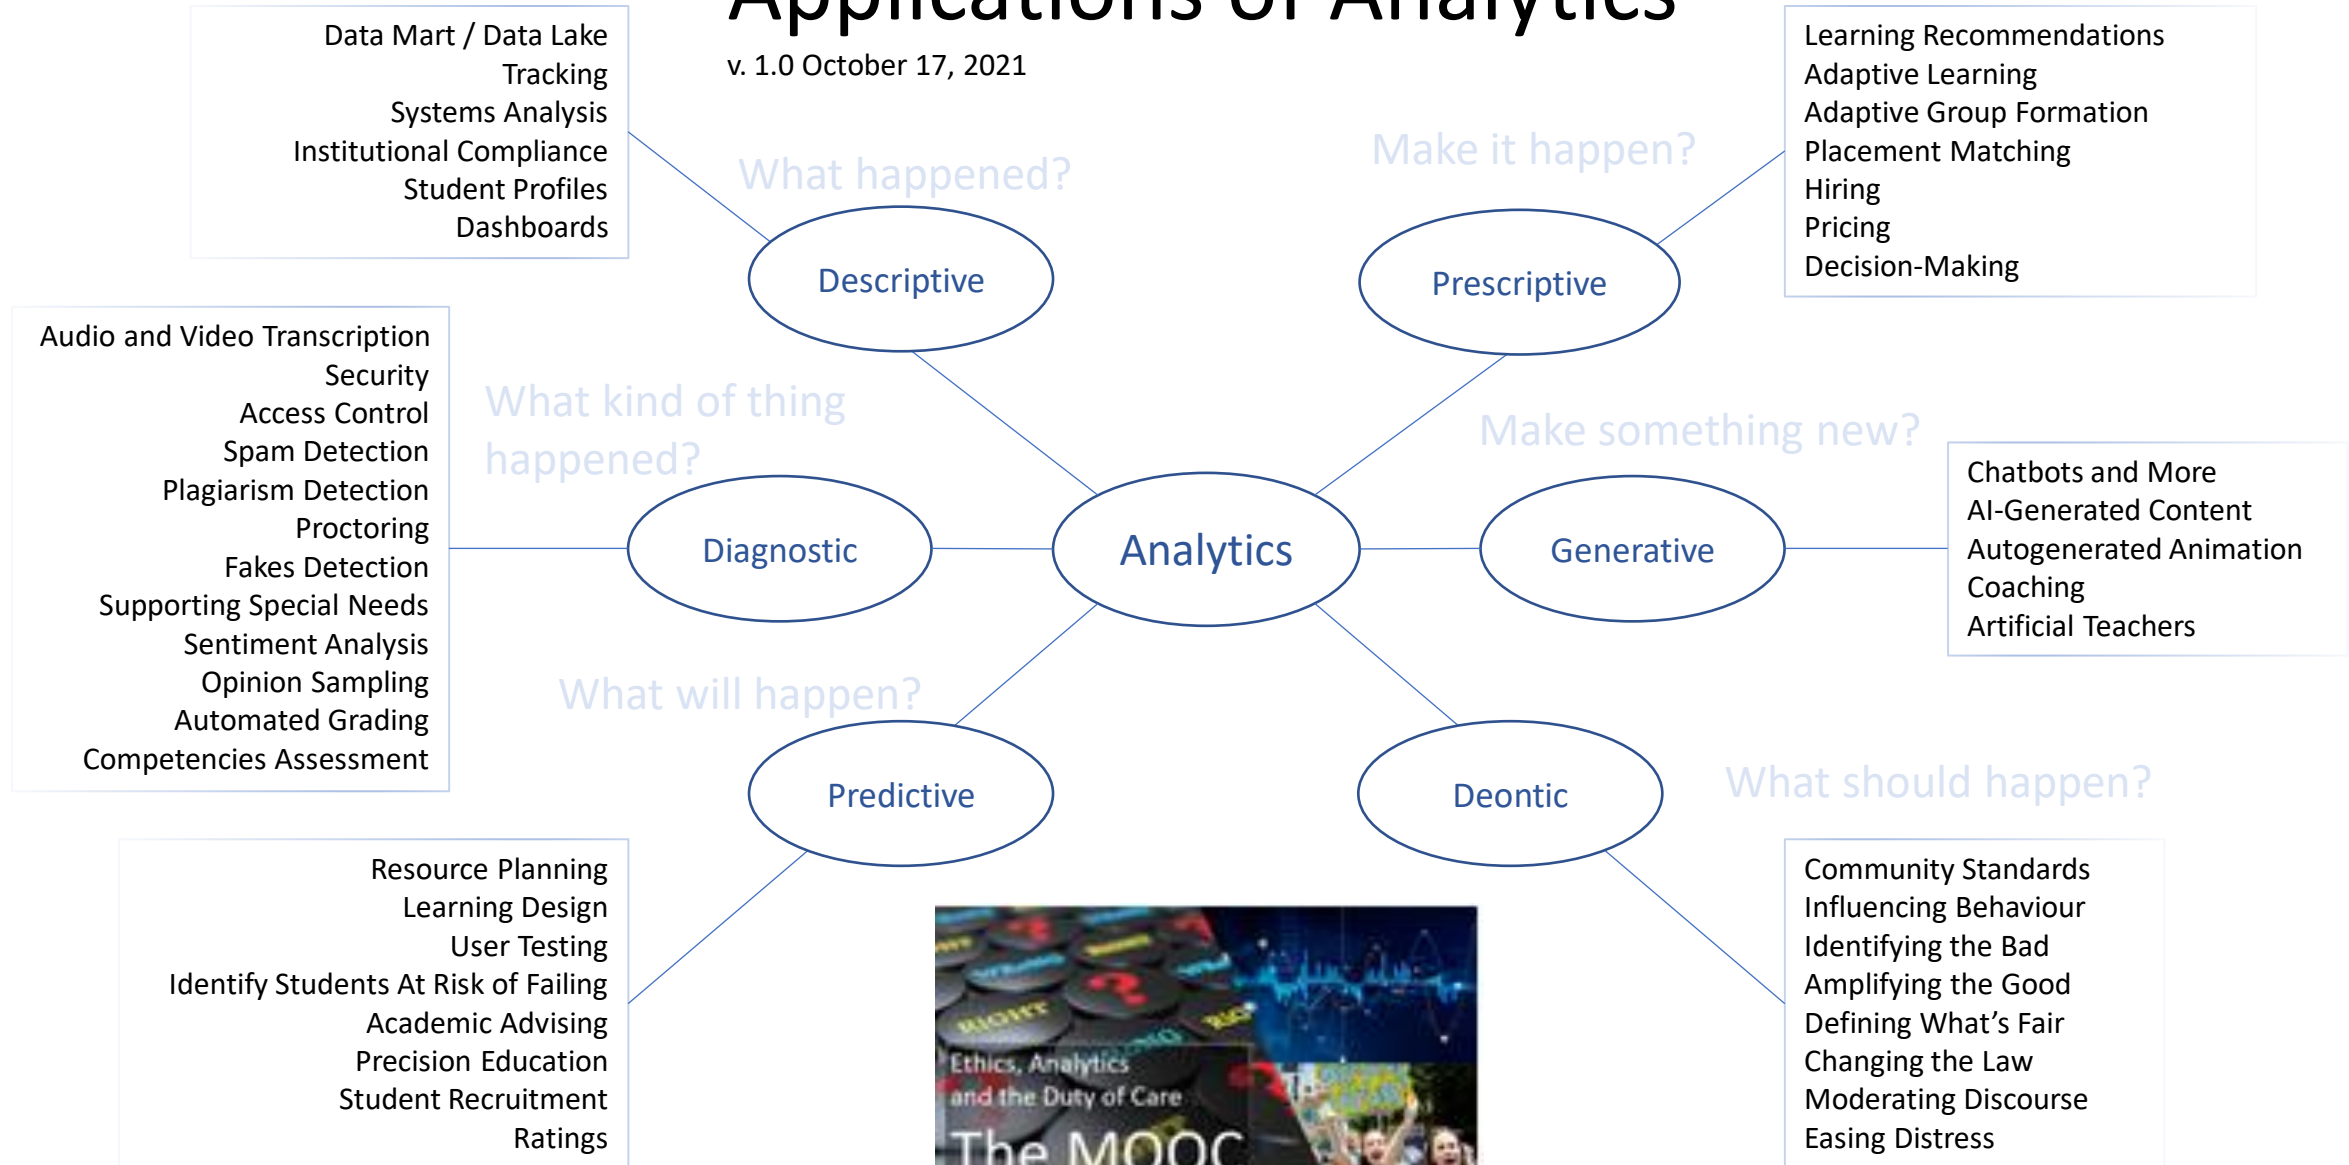 Applications of Analytics
v. 1.0 October 17, 2021
Data Mart / Data Lake
Tracking
Systems Analysis
Institutional Compliance
Student Profiles
Dashboards
What happened?
Descriptive
Make it happen?
Prescriptive
Learning Recommendations
Adaptive Learning
Adaptive Group Formation
Placement Matching
Hiring
Pricing
Decision-Making
Audio and Video Transcription
Security
Access Control
Spam Detection
Plagiarism Detection
Proctoring
Fakes Detection
Supporting Special Needs
Sentiment Analysis
Opinion Sampling
Automated Grading
Competencies Assessment
What kind of thing
happened?
Diagnostic
Analytics
Make something new?
Generative
Chatbots and More
AI-Generated Content
Autogenerated Animation
Coaching
Artificial Teachers
What will happen?
Predictive
Resource Planning
Learning Design
User Testing
Identify Students At Risk of Failing
Academic Advising
Precision Education
Student Recruitment
Ratings
Deontic
What should happen?
Community Standards
Influencing Behaviour
Identifying the Bad
Amplifying the Good
Defining What’s Fair
Changing the Law
Moderating Discourse
Easing Distress
RIGHT
Ethics, Analytics
and the Duty of Care
The MOOC